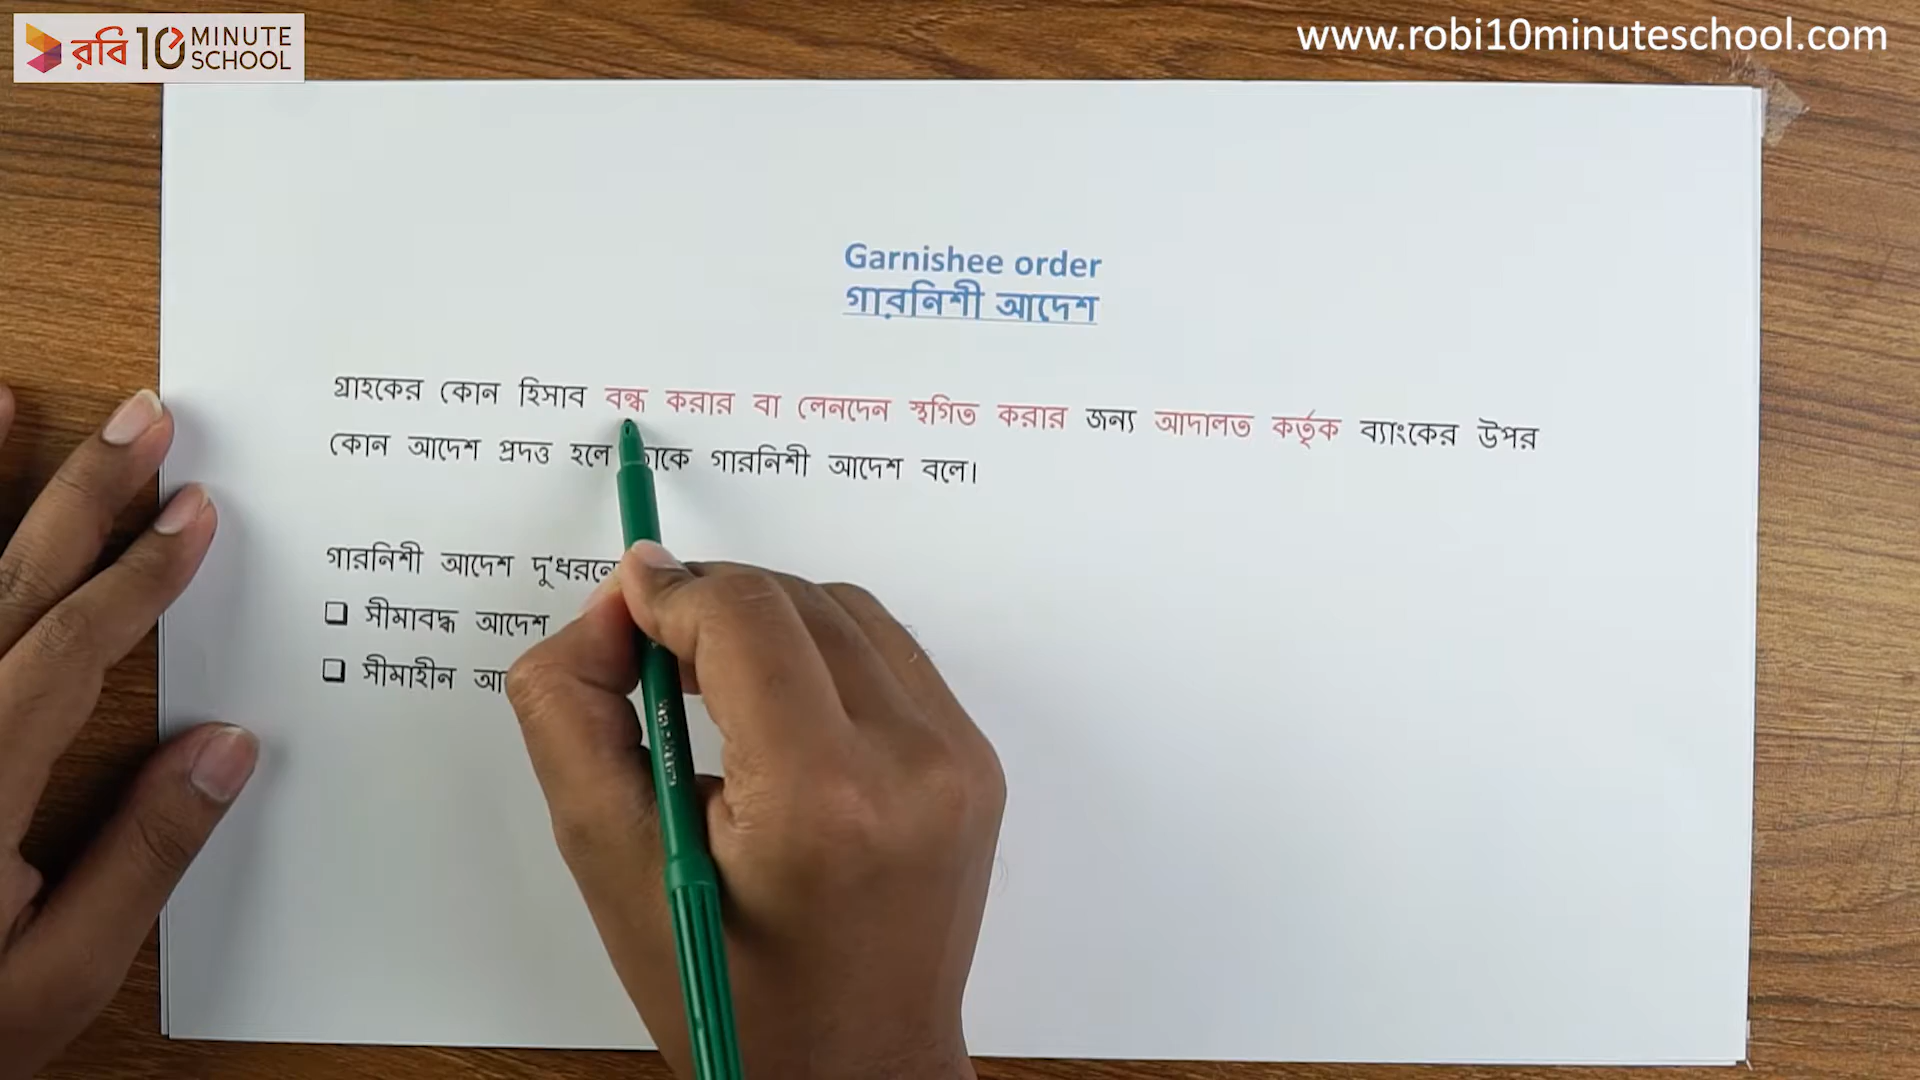 রবি 10 MINUTE SCHOOL
www.robi10minuteschool.com
Garnishee order
গারনিশী আদেশ
গ্রাহকের কোন হিসাব বন্ধ করার বা লেনদেন স্থগিত করার জন্য আদালত কর্তৃক ব্যাংকের উপর
কোন আদেশ প্রদত্ত হলে গারনিশী আদেশ বলে।
গারনিশী আদেশ
সীমাবদ্ধ আদেশ
সীমাহীন